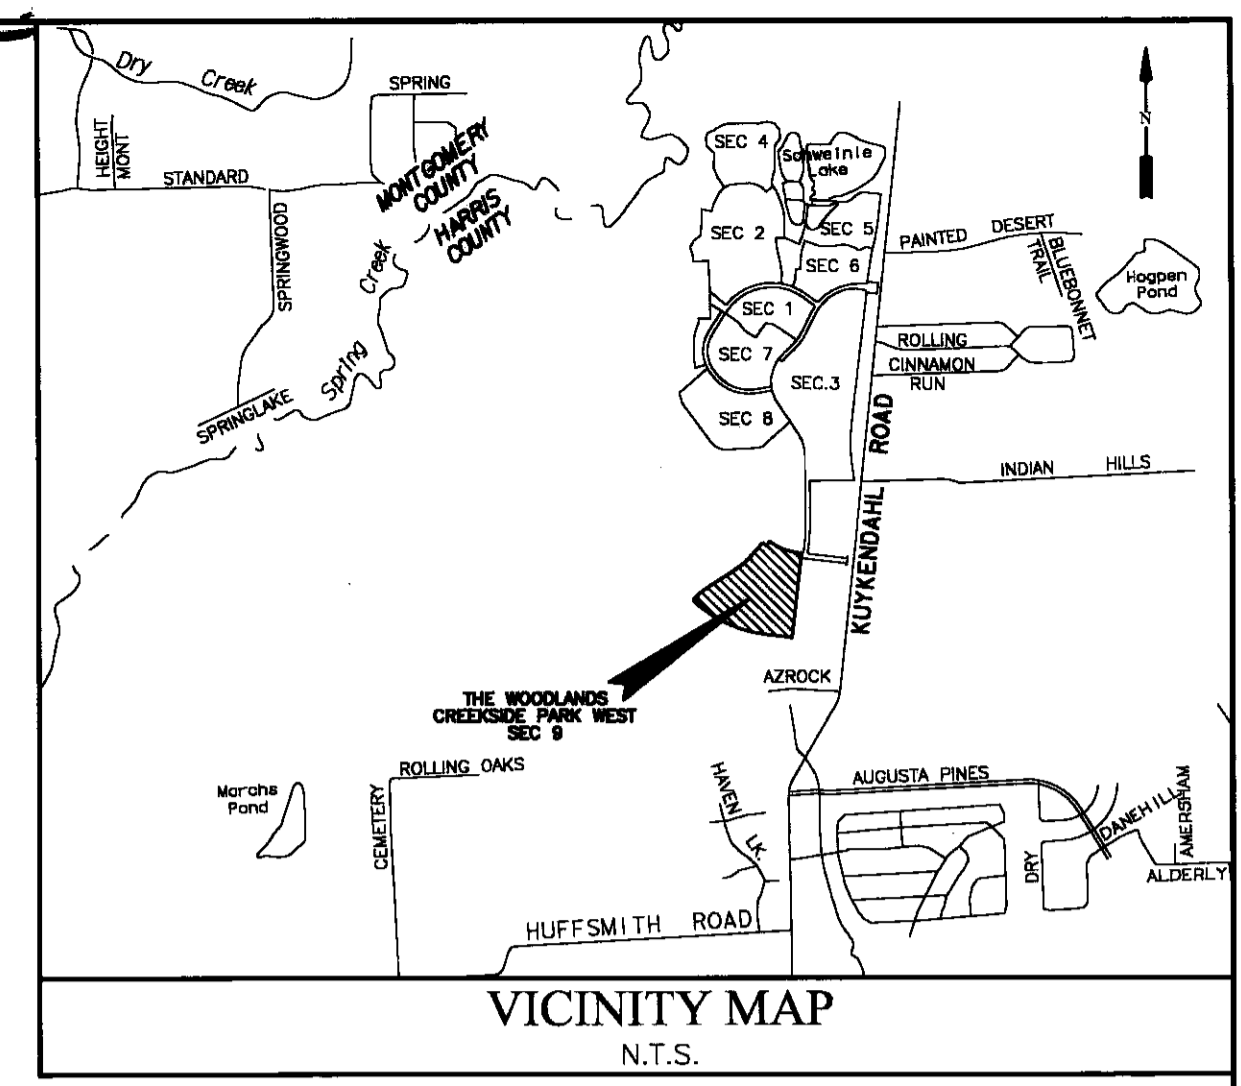 Dry Creek
SPRING
HEIGHT
MONT
STANDARD
MONTGOMERY
COUNTY
HARRIS
COUNTY
SPRINGWOOD
Spring Creek
SPRINGLAKE
N
SEC 4
Schweinle
Lake
SEC 2
SEC 5
SEC 6
SEC 1
SEC 7
SEC.3
SEC 8
PAINTED DESERT
BLUEBONNET
TRAIL
Hogpen
Pond
ROLLING
CINNAMON
RUN
KUYKENDAHL ROAD
INDIAN HILLS
AZROCK
THE WOODLANDS
CREEKSIDE PARK WEST
SEC 9
ROLLING OAKS
Marchs
Pond
CEMETERY
HAVEN
LK.
AUGUSTA PINES
DANEHILL
AMERSHAM
DRY
ALDERLY
HUFFSMITH ROAD
VICINITY MAP
N.T.S.